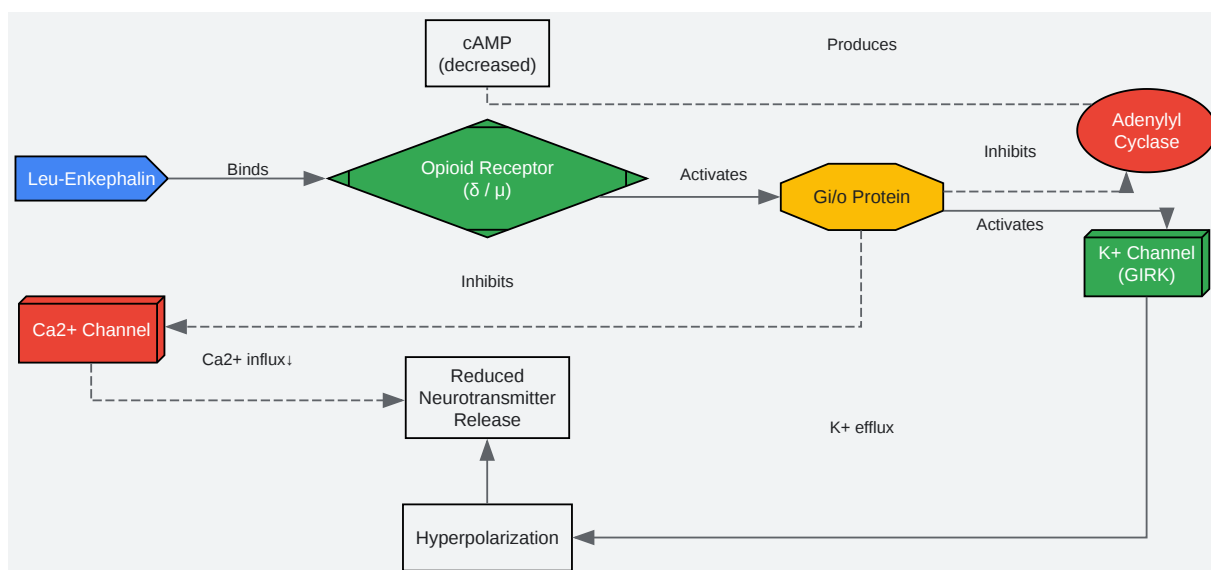 cAMP
(decreased)
Produces
Adenylyl
Cyclase
Leu-Enkephalin
Binds
Opioid Receptor
(δ / μ)
Activates
Gi/o Protein
Inhibits
Activates
K+ Channel
(GIRK)
Inhibits
Ca2+ Channel
Ca2+ influx↓
Reduced
Neurotransmitter
Release
K+ efflux
Hyperpolarization